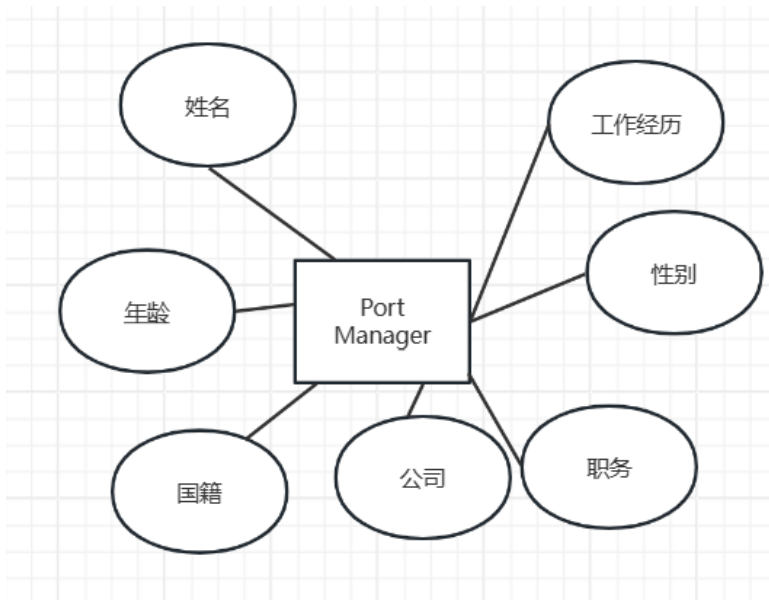 姓名
工作经历
性别
年龄
Port
Manager
国籍
公司
职务